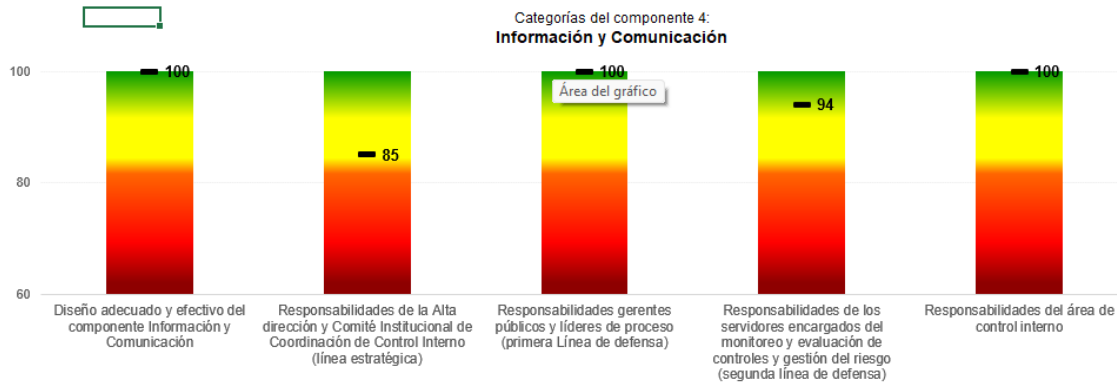 Categorías del componente 4:
Información y Comunicación
100
80
60
100
85
100
Área del gráfico
94
100
Diseño adecuado y efectivo del
componente Información y
Comunicación
Responsabilidades de la Alta
dirección y Comité Institucional de
Coordinación de Control Interno
(línea estratégica)
Responsabilidades gerentes
públicos y líderes de proceso
(primera Línea de defensa)
Responsabilidades de los
servidores encargados del
monitoreo y evaluación de
controles y gestión del riesgo
(segunda línea de defensa)
Responsabilidades del área de
control interno